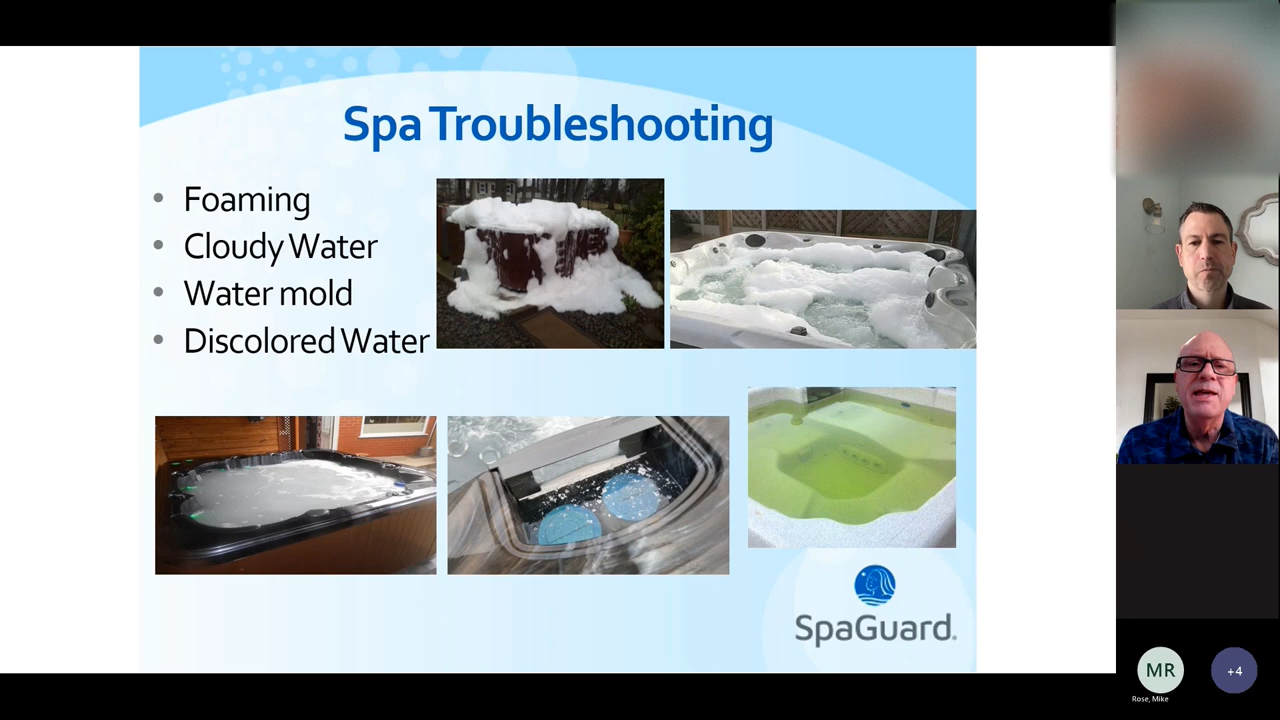 Spa Troubleshooting
Foaming
Cloudy Water
Water mold
Discolored Water
SpaGuard®
MR
+4
Rose, Mike